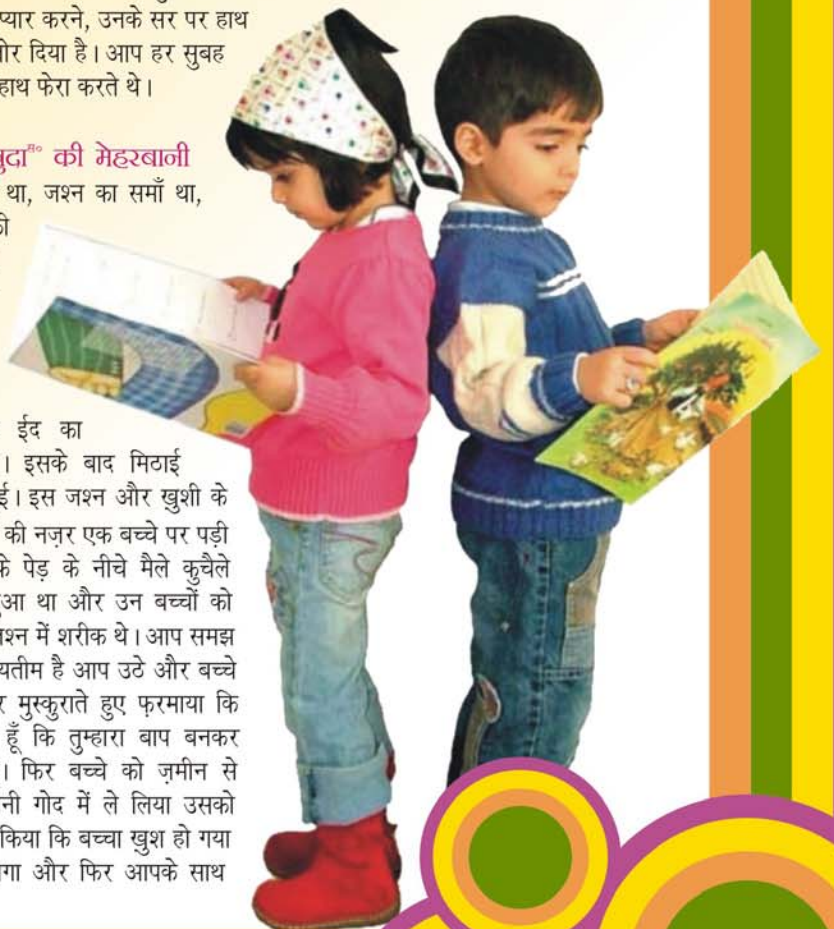 प्यार करने, उनके सर पर हाथ
दिया है। आप हर सुबह
हाथ फेरा करते थे।
की मेहरबानी
था, जश्न का समाँ था,
ईद का
। इसके बाद मिठाई
। इस जश्न और ख़ुशी के
की नज़र एक बच्चे पर पड़ी
के पेड़ के नीचे मैले कुचैले
था और उन बच्चों को
में शरीक थे। आप समझ
यतीम है आप उठे और बच्चे
मुस्कुराते हुए फ़रमाया कि
हूँ कि तुम्हारा बाप बनकर
। फिर बच्चे को ज़मीन से
गोद में ले लिया उसको
किया कि बच्चा ख़ुश हो गया
और फिर आपके साथ